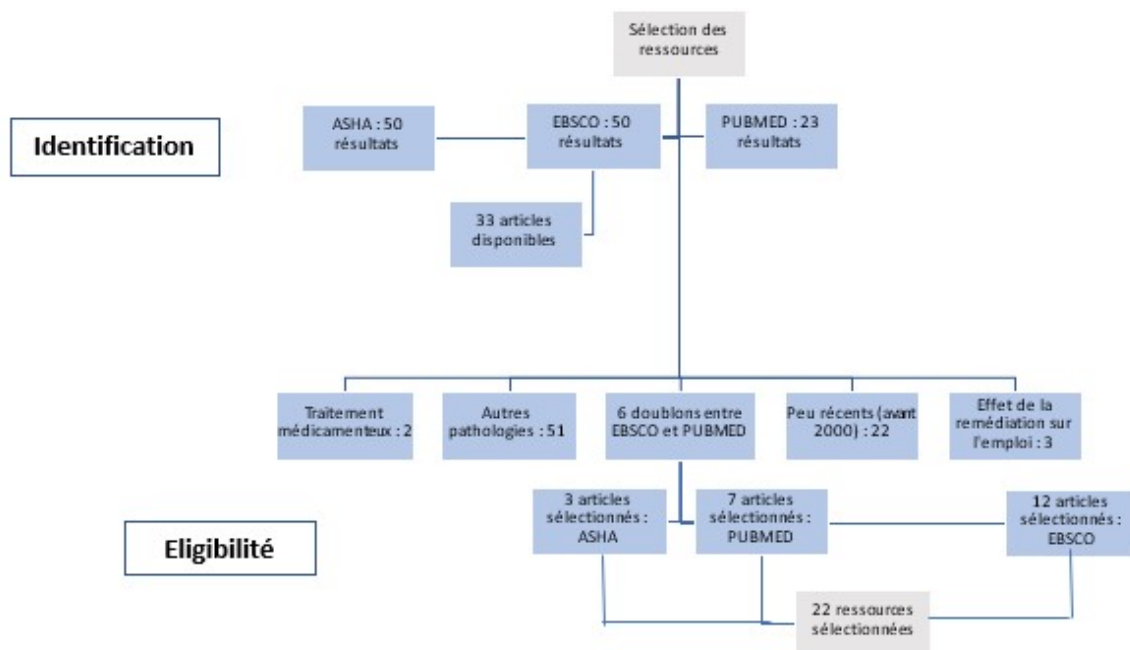 Sélection des
ressources
Identification
ASHA : 50
résultats
EBSCO : 50
résultats
PUBMED : 23
résultats
33 articles
disponibles
Traitement
médicamenteux : 2
Autres
pathologies : 51
6 doublons entre
EBSCO et PUBMED
Peu récents (avant
2000) : 22
Effet de la
remédiation sur
l'emploi : 3
Eligibilité
3 articles
sélectionnés :
ASHA
7 articles
sélectionnés :
PUBMED
12 articles
sélectionnés :
EBSCO
22 ressources
sélectionnées